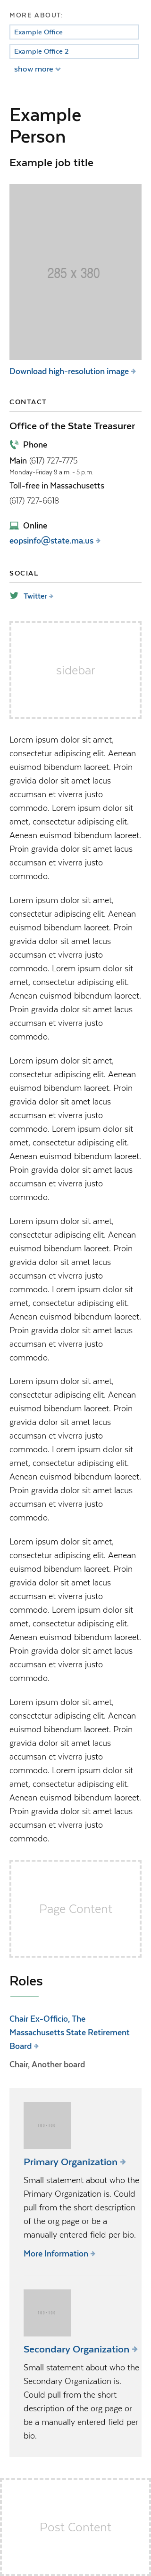 MORE ABOUT:
Example Office
Example Office 2
show more
Example
Person
Example job title
285 x 380
Download high-resolution image
CONTACT
Office of the State Treasurer
Phone
Main (617) 727-7775
Monday-Friday 9 a.m. - 5 p.m.
Toll-free in Massachusetts
(617) 727-6618
Online
eopsinfo@state.ma.us
SOCIAL
Twitter
sidebar
Lorem ipsum dolor sit amet,
consectetur adipiscing elit. Aenean
euismod bibendum laoreet. Proin
gravida dolor sit amet lacus
accumsan et viverra justo
commodo. Lorem ipsum dolor sit
amet, consectetur adipiscing elit.
Aenean euismod bibendum laoreet.
Proin gravida dolor sit amet lacus
accumsan et viverra justo
commodo.
Lorem ipsum dolor sit amet,
consectetur adipiscing elit. Aenean
euismod bibendum laoreet. Proin
gravida dolor sit amet lacus
accumsan et viverra justo
commodo. Lorem ipsum dolor sit
amet, consectetur adipiscing elit.
Aenean euismod bibendum laoreet.
Proin gravida dolor sit amet lacus
accumsan et viverra justo
commodo.
Lorem ipsum dolor sit amet,
consectetur adipiscing elit. Aenean
euismod bibendum laoreet. Proin
gravida dolor sit amet lacus
accumsan et viverra justo
commodo. Lorem ipsum dolor sit
amet, consectetur adipiscing elit.
Aenean euismod bibendum laoreet.
Proin gravida dolor sit amet lacus
accumsan et viverra justo
commodo.
Lorem ipsum dolor sit amet,
consectetur adipiscing elit. Aenean
euismod bibendum laoreet. Proin
gravida dolor sit amet lacus
accumsan et viverra justo
commodo. Lorem ipsum dolor sit
amet, consectetur adipiscing elit.
Aenean euismod bibendum laoreet.
Proin gravida dolor sit amet lacus
accumsan et viverra justo
commodo.
Lorem ipsum dolor sit amet,
consectetur adipiscing elit. Aenean
euismod bibendum laoreet. Proin
gravida dolor sit amet lacus
accumsan et viverra justo
commodo. Lorem ipsum dolor sit
amet, consectetur adipiscing elit.
Aenean euismod bibendum laoreet.
Proin gravida dolor sit amet lacus
accumsan et viverra justo
commodo.
Lorem ipsum dolor sit amet,
consectetur adipiscing elit. Aenean
euismod bibendum laoreet. Proin
gravida dolor sit amet lacus
accumsan et viverra justo
commodo. Lorem ipsum dolor sit
amet, consectetur adipiscing elit.
Aenean euismod bibendum laoreet.
Proin gravida dolor sit amet lacus
accumsan et viverra justo
commodo.
Lorem ipsum dolor sit amet,
consectetur adipiscing elit. Aenean
euismod bibendum laoreet. Proin
gravida dolor sit amet lacus
accumsan et viverra justo
commodo. Lorem ipsum dolor sit
amet, consectetur adipiscing elit.
Aenean euismod bibendum laoreet.
Proin gravida dolor sit amet lacus
accumsan et viverra justo
commodo.
Page Content
Roles
Chair Ex-Officio, The
Massachusetts State Retirement
Board
Chair, Another board
Primary Organization
Small statement about who the
Primary Organization is. Could
pull from the short description
of the org page or be a
manually entered field per bio.
More Information
Secondary Organization
Small statement about who the
Secondary Organization is.
Could pull from the short
description of the org page or
be a manually entered field per
bio.
Post Content